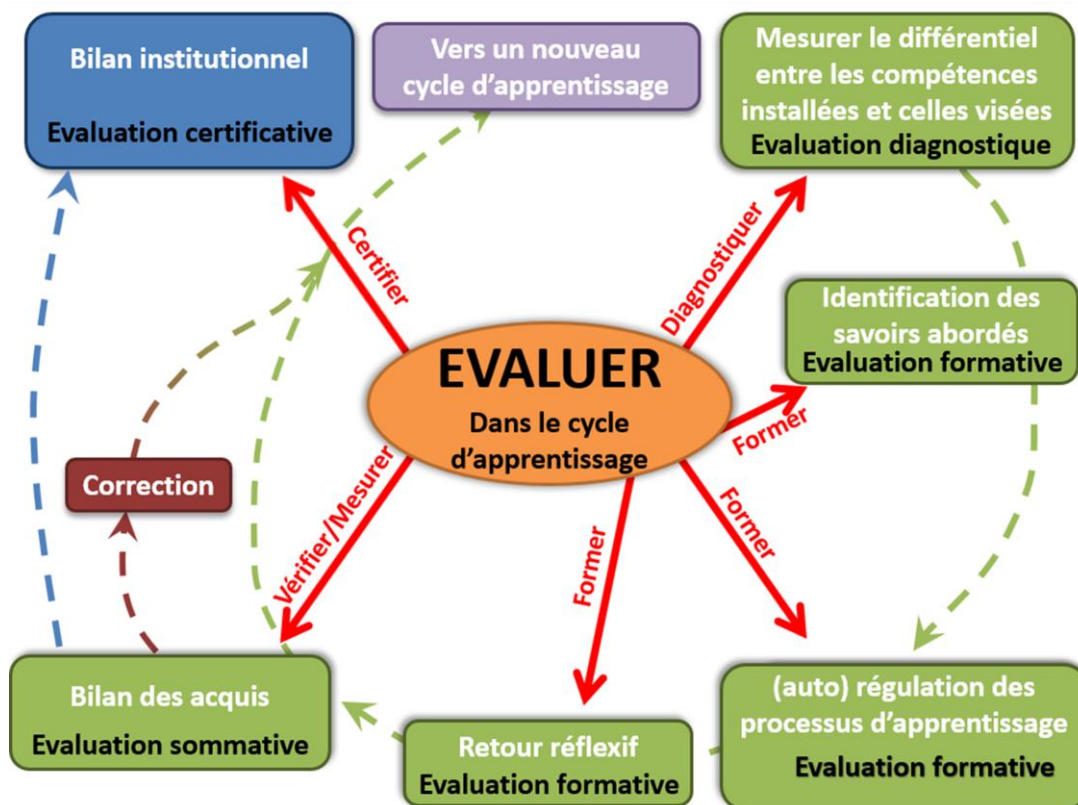 Bilan institutionnel
Evaluation certificative
Vers un nouveau
cycle d'apprentissage
Mesurer le différentiel
entre les compétences
installées et celles visées
Evaluation diagnostique
Certifier
Diagnostiquer
Identification des
savoirs abordés
Evaluation formative
EVALUER
Dans le cycle
d'apprentissage
Former
Correction
Vérifier/Mesurer
Former
Former
Bilan des acquis
Evaluation sommative
Retour réflexif
Evaluation formative
(auto) régulation des
processus d'apprentissage
Evaluation formative